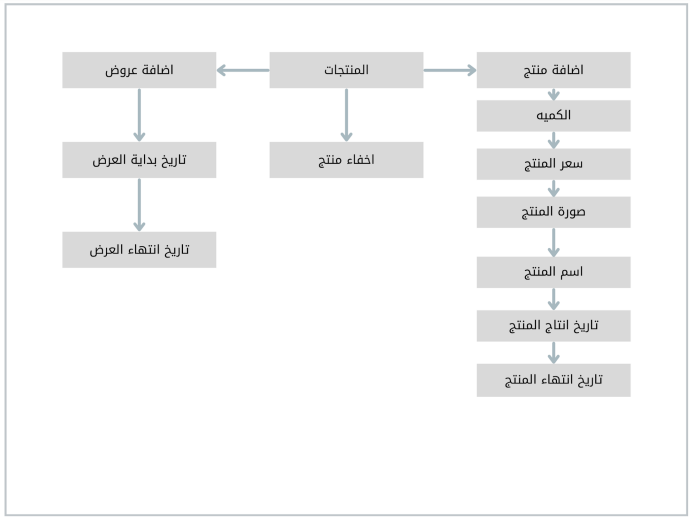 اضافة منتج
المنتجات
اضافة عروض
الكميه
سعر المنتج
صورة المنتج
اسم المنتج
تاريخ انتاج المنتج
تاريخ انتهاء المنتج
اخفاء منتج
تاريخ بداية العرض
تاريخ انتهاء العرض